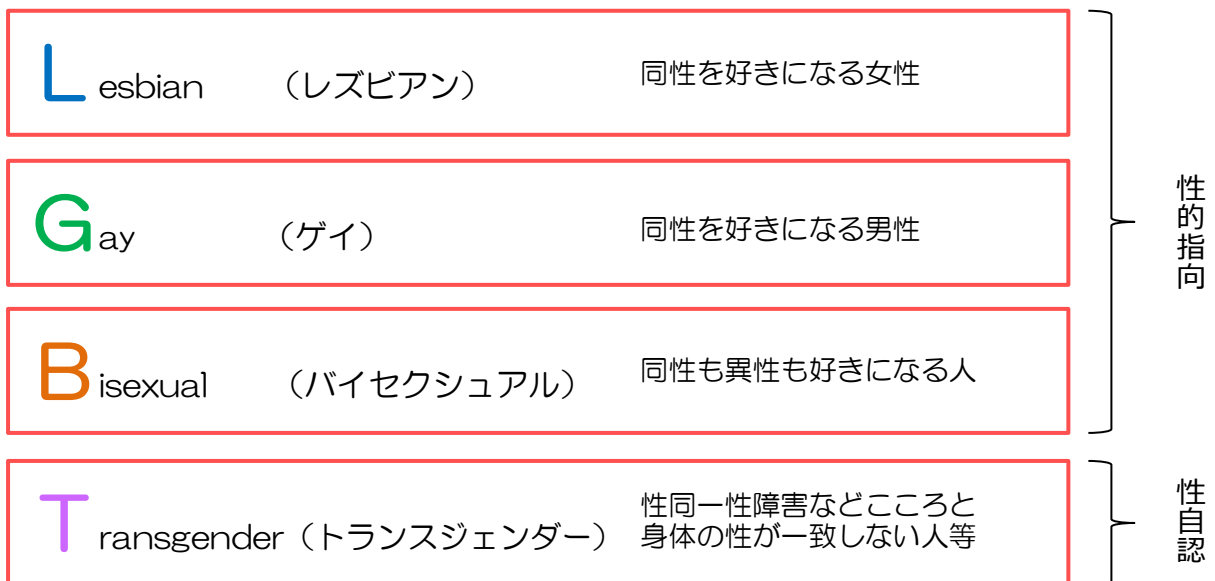 Lesbian （レズビアン） 同性を好きになる女性
Gay （ゲイ） 同性を好きになる男性
Bisexual （バイセクシュアル） 同性も異性も好きになる人
性的指向
Transgender（トランスジェンダー） 性同一性障害などこころと
身体の性が一致しない人等
性自認